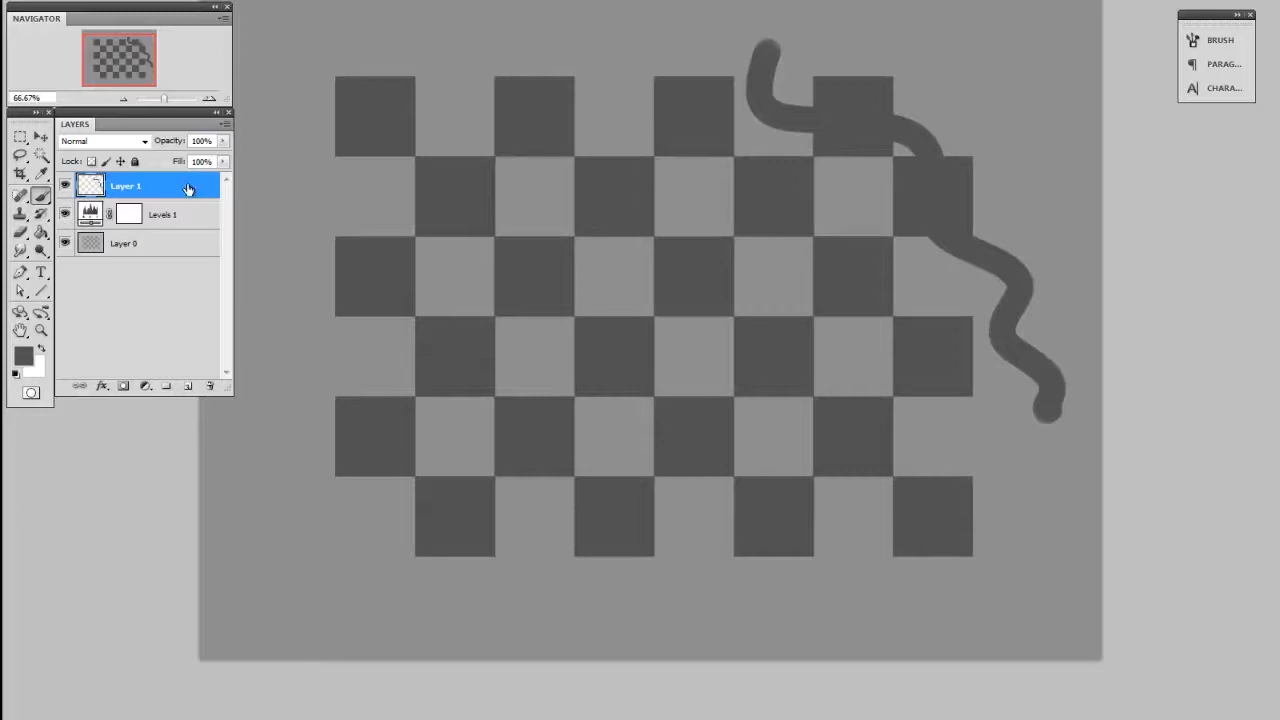 NAVIGATOR
66.67%
LAYERS
Normal
Opacity: 100%
Lock:
Fill: 100%
Layer 1
Levels 1
Layer 0
T
fx
BRUSH
PARAG...
CHARA...